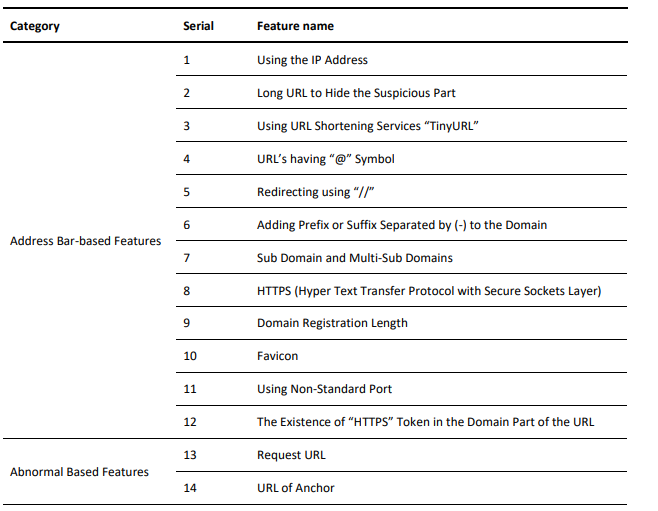 Category Serial Feature name
1 Using the IP Address
2 Long URL to Hide the Suspicious Part
3 Using URL Shortening Services “TinyURL”
4 URL’s having “@” Symbol
5 Redirecting using “//”
6 Adding Prefix or Suffix Separated by (-) to the Domain
Address Bar-based Features
7 Sub Domain and Multi-Sub Domains
8 HTTPS (Hyper Text Transfer Protocol with Secure Sockets Layer)
9 Domain Registration Length
10 Favicon
11 Using Non-Standard Port
12 The Existence of “HTTPS” Token in the Domain Part of the URL
13 Request URL
Abnormal Based Features
14 URL of Anchor